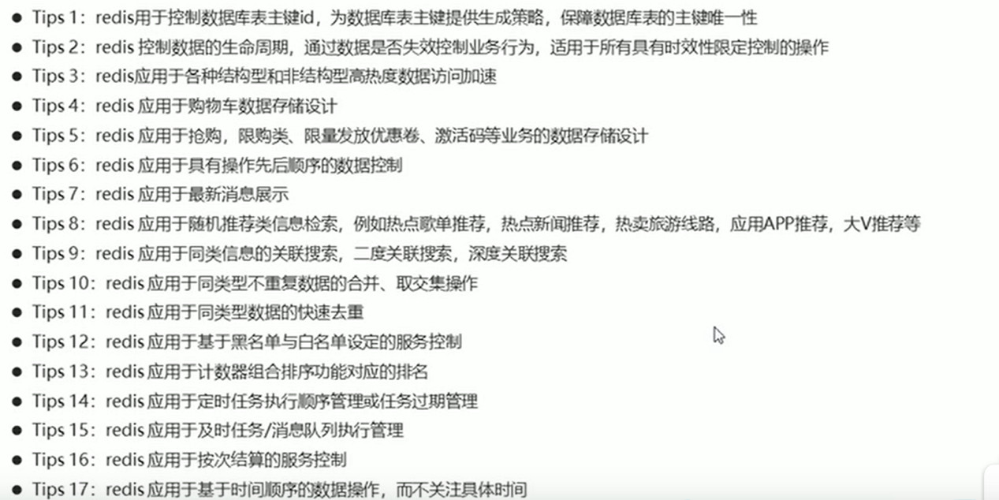 ● Tips 1：redis用于控制数据库表主键id，为数据库表主键提供生成策略，保障数据库表的主键唯一性
● Tips 2：redis 控制数据的生命周期，通过数据是否失效控制业务行为，适用于所有具有时效性限定控制的操作
● Tips 3：redis应用于各种结构型和非结构型高热度数据访问加速
● Tips 4：redis 应用于购物车数据存储设计
● Tips 5：redis 应用于抢购，限购类、限量发放优惠卷、激活码等业务的数据存储设计
● Tips 6：redis 应用于具有操作先后顺序的数据控制
● Tips 7：redis 应用于最新消息展示
● Tips 8：redis 应用于随机推荐类信息检索，例如热点歌单推荐，热点新闻推荐，热卖旅游线路，应用APP推荐，大V推荐等
● Tips 9：redis 应用于同类信息的关联搜索，二度关联搜索，深度关联搜索
● Tips 10：redis 应用于同类型不重复数据的合并、取交集操作
● Tips 11：redis 应用于同类型数据的快速去重
● Tips 12：redis 应用于基于黑名单与白名单设定的服务控制
● Tips 13：redis 应用于计数器组合排序功能对应的排名
● Tips 14：redis 应用于定时任务执行顺序管理或任务过期管理
● Tips 15：redis 应用于及时任务/消息队列执行管理
● Tips 16：redis 应用于按次结算的服务控制
● Tips 17：redis 应用于基于时间顺序的数据操作，而不关注具体时间